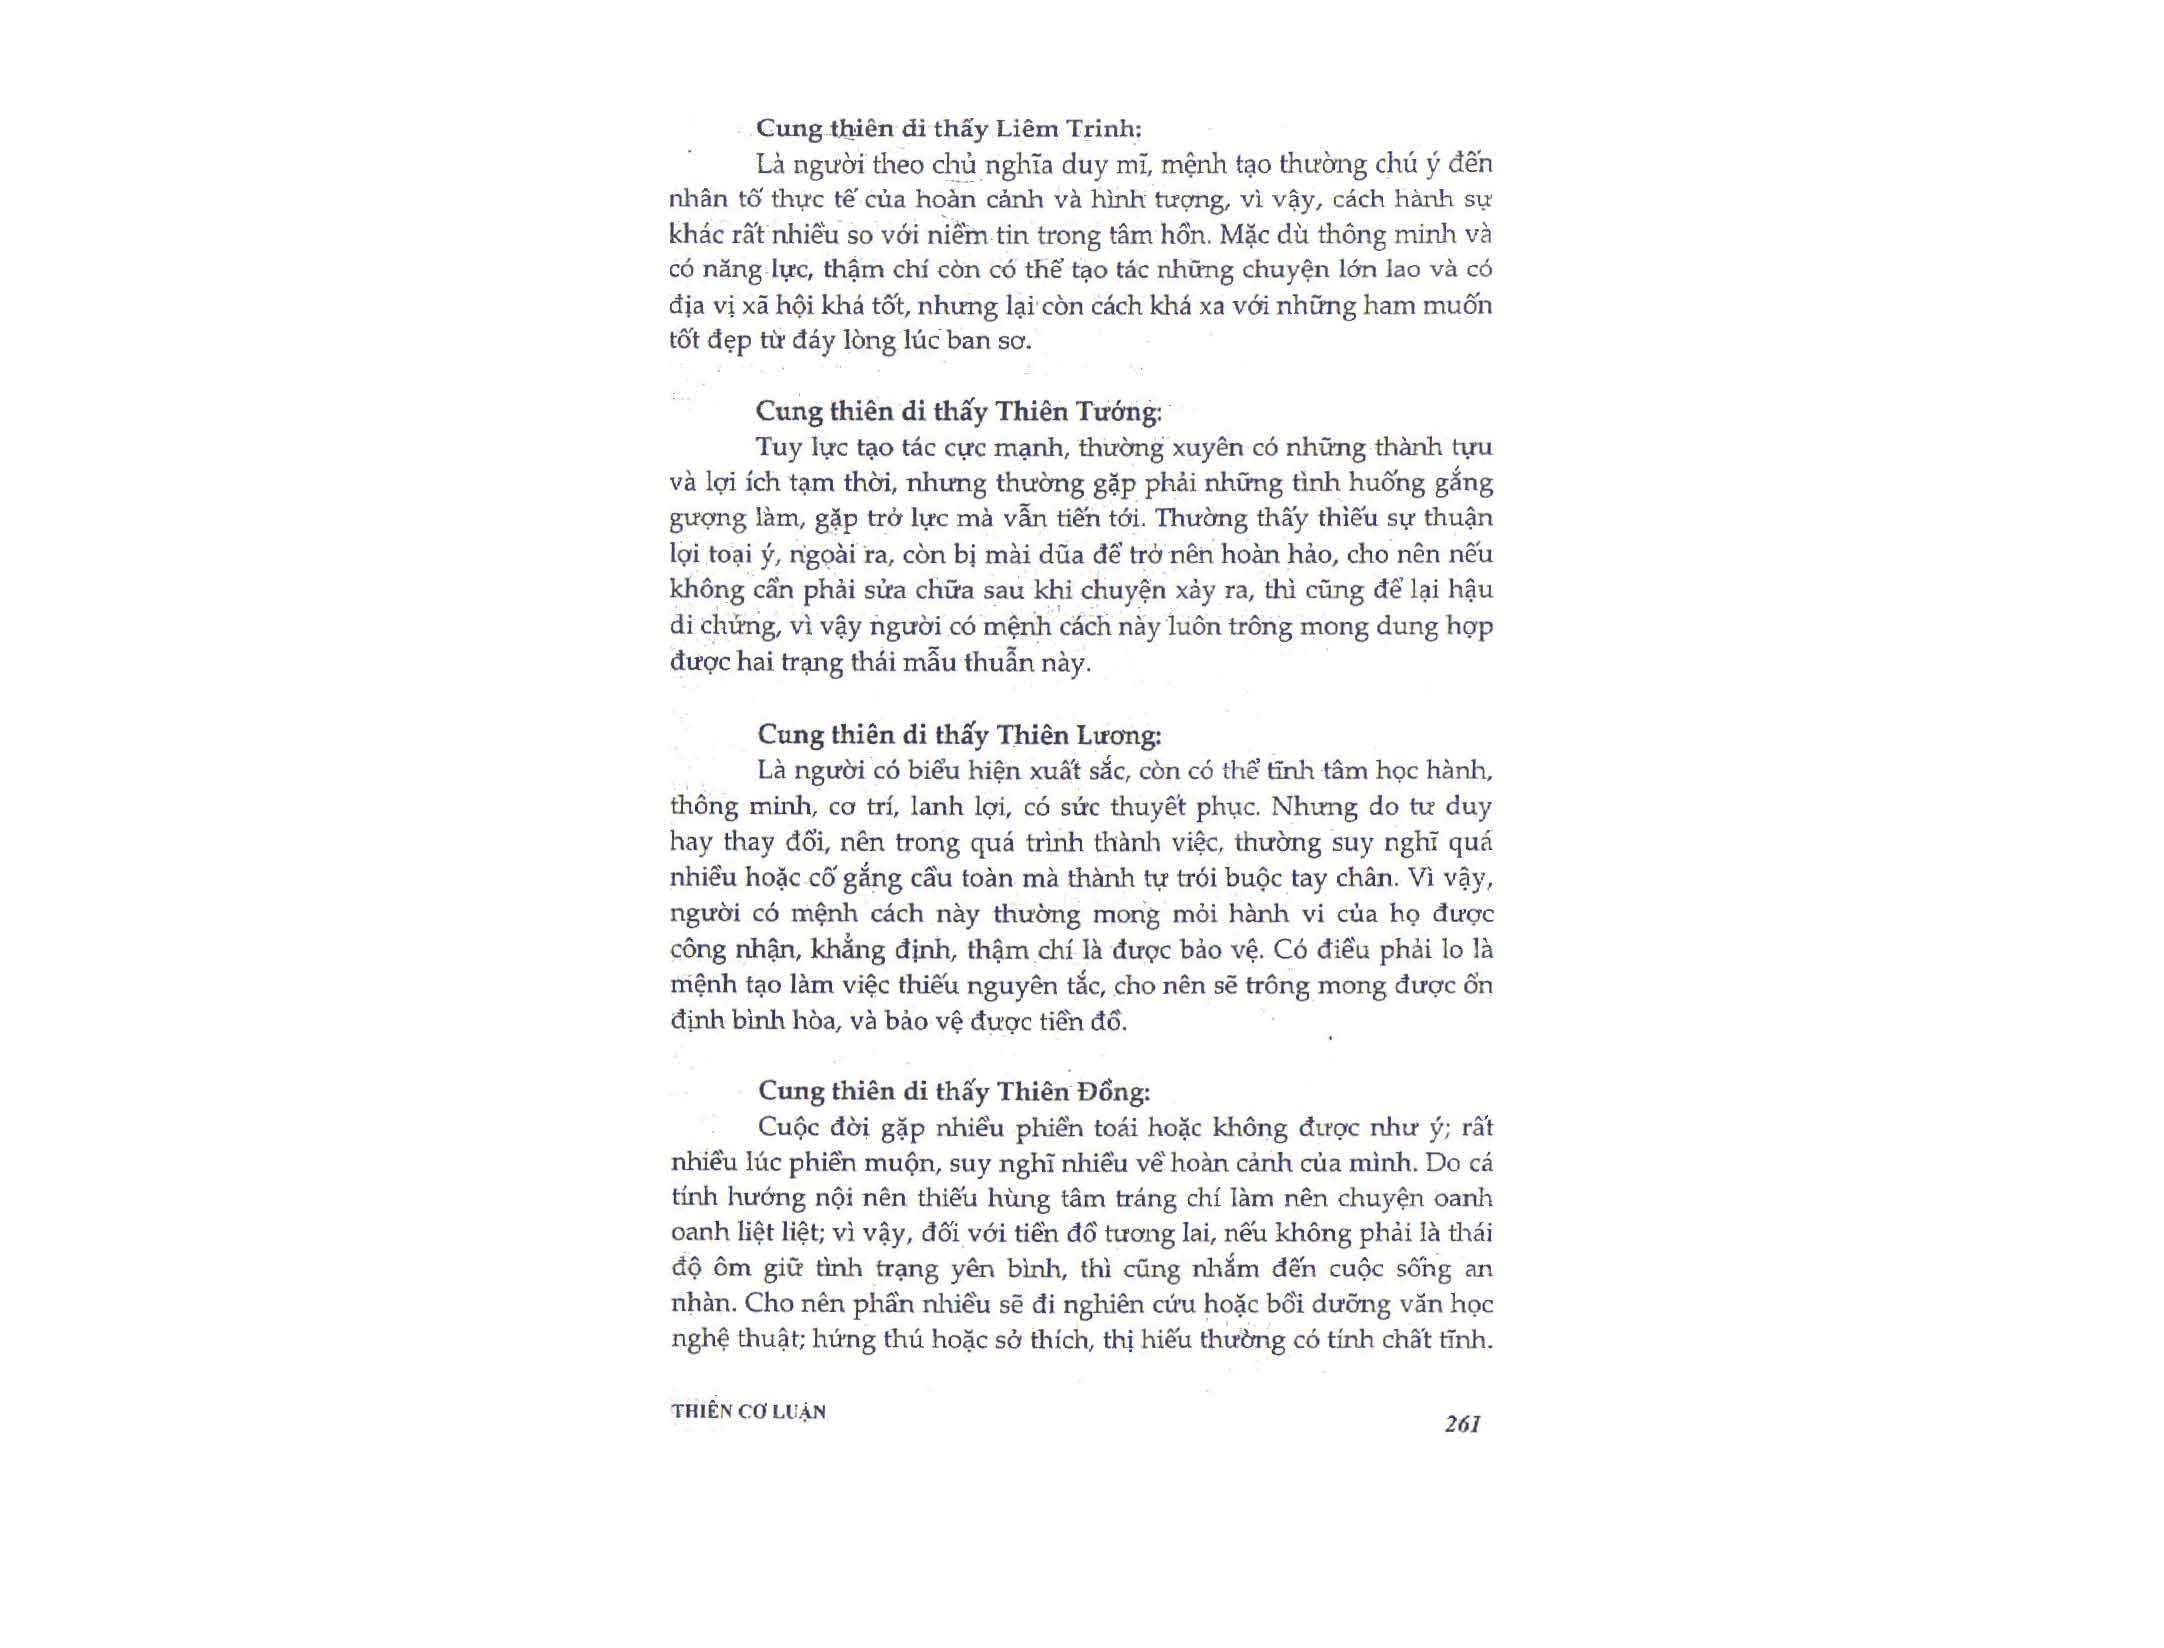 Cung thiên di thấy Liêm Trinh:
Là người theo chủ nghĩa duy mĩ, mệnh tạo thường chú ý đến
nhân tố thực tế của hoàn cảnh và hình tượng, vì vậy, cách hành sự
khác rất nhiều so với niềm tin trong tâm hồn. Mặc dù thông minh và
có năng lực, thậm chí còn có thể tạo tác những chuyện lớn lao và có
địa vị xã hội khá tốt, nhưng lại còn cách khá xa với những ham muốn
tốt đẹp từ đáy lòng lúc ban sơ.
Cung thiên di thấy Thiên Tướng:
Tuy lực tạo tác cực mạnh, thường xuyên có những thành tựu
và lợi ích tạm thời, nhưng thường gặp phải những tình huống gắng
gượng làm, gặp trở lực mà vẫn tiến tới. Thường thấy thiếu sự thuận
lợi toại ý, ngoài ra, còn bị mài dũa để trở nên hoàn hảo, cho nên nếu
không cần phải sửa chữa sau khi chuyện xảy ra, thì cũng để lại hậu
di chứng, vì vậy người có mệnh cách này luôn trông mong dung hợp
được hai trạng thái mẫu thuẫn này.
Cung thiên di thấy Thiên Lương:
Là người có biểu hiện xuất sắc, còn có thể tĩnh tâm học hành,
thông minh, cơ trí, lanh lợi, có sức thuyết phục. Nhưng do tư duy
hay thay đổi, nên trong quá trình thành việc, thường suy nghĩ quá
nhiều hoặc cố gắng cầu toàn mà thành tự trói buộc tay chân. Vì vậy,
người có mệnh cách này thường mong mỏi hành vi của họ được
công nhận, khẳng định, thậm chí là được bảo vệ. Có điều phải lo là
mệnh tạo làm việc thiếu nguyên tắc, cho nên sẽ trông mong được ổn
định bình hòa, và bảo vệ được tiền đồ.
Cung thiên di thấy Thiên Đồng:
Cuộc đời gặp nhiều phiền toái hoặc không được như ý; rất
nhiều lúc phiền muộn, suy nghĩ nhiều về hoàn cảnh của mình. Do cá
tính hướng nội nên thiếu hùng tâm tráng chí làm nên chuyện oanh
oanh liệt liệt; vì vậy, đối với tiền đồ tương lai, nếu không phải là thái
độ ôm giữ tình trạng yên bình, thì cũng nhắm đến cuộc sống an
nhàn. Cho nên phần nhiều sẽ đi nghiên cứu hoặc bồi dưỡng văn học
nghệ thuật; hứng thú hoặc sở thích, thị hiếu thường có tính chất tĩnh.
THIÊN CƠ LUẬN
261